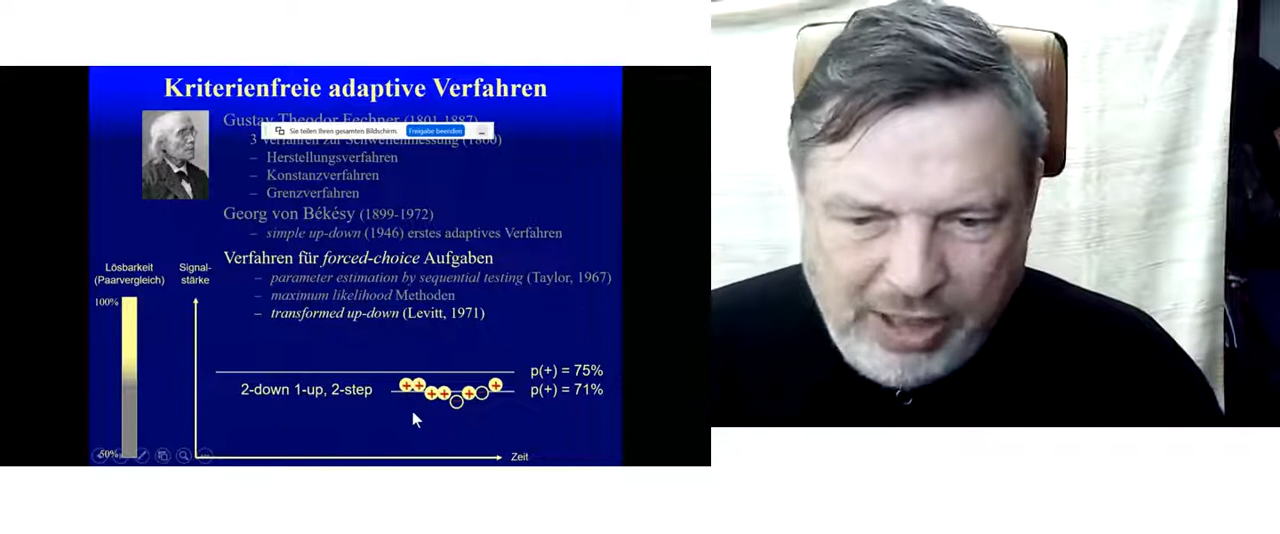 Kriterienfreie adaptive Verfahren
Gustav Theodor Fechner (1801-1887)
Sie teilen Ihren gesamten Bildschirm. Freigabe beenden
3 Verfahren zur Schwellenmessung (1860)
– Herstellungsverfahren
– Konstanzverfahren
– Grenzverfahren
Georg von Békésy (1899-1972)
– simple up-down (1946) erstes adaptives Verfahren
Verfahren für forced-choice Aufgaben
– parameter estimation by sequential testing (Taylor, 1967)
– maximum likelihood Methoden
– transformed up-down (Levitt, 1971)
Lösbarkeit
(Paarvergleich)
Signal-
stärke
100%
p(+) = 75%
2-down 1-up, 2-step
p(+) = 71%
50%
Zeit